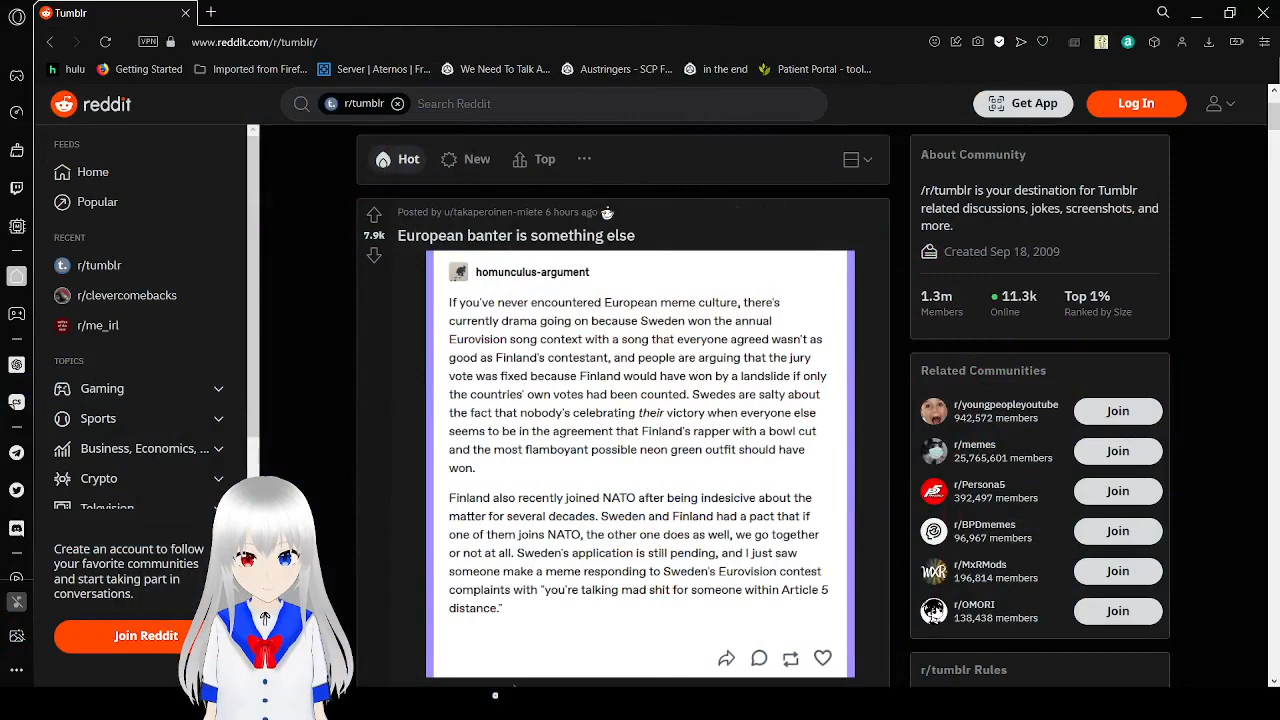 Tumblr
VPN
www.reddit.com/r/tumblr/
hulu
Getting Started
Imported from Firef...
Server | Aternos | Fr...
We Need To Talk A...
Austringers - SCP F...
in the end
Patient Portal - tool...
reddit
r/tumblr
Search Reddit
Get App
Log In
FEEDS
Home
Popular
RECENT
r/tumblr
r/clevercomebacks
r/me_irl
TOPICS
Gaming
Sports
Business, Economics, ...
Crypto
Television
Create an account to follow
your favorite communities
and start taking part in
conversations.
Join Reddit
Hot
New
Top
Posted by u/takaperoinen-miete 6 hours ago
7.9k
European banter is something else
homunculus-argument
If you've never encountered European meme culture, there's
currently drama going on because Sweden won the annual
Eurovision song context with a song that everyone agreed wasn't as
good as Finland's contestant, and people are arguing that the jury
vote was fixed because Finland would have won by a landslide if only
the countries' own votes had been counted. Swedes are salty about
the fact that nobody's celebrating their victory when everyone else
seems to be in the agreement that Finland's rapper with a bowl cut
and the most flamboyant possible neon green outfit should have
won.
Finland also recently joined NATO after being indesicive about the
matter for several decades. Sweden and Finland had a pact that if
one of them joins NATO, the other one does as well, we go together
or not at all. Sweden's application is still pending, and I just saw
someone make a meme responding to Sweden's Eurovision contest
complaints with "you're talking mad shit for someone within Article 5
distance."
About Community
/r/tumblr is your destination for Tumblr
related discussions, jokes, screenshots, and
more.
Created Sep 18, 2009
1.3m
Members
11.3k
Online
Top 1%
Ranked by Size
Related Communities
r/youngpeopleyoutube
942,572 members
Join
r/memes
25,765,601 members
Join
r/Persona5
392,497 members
Join
r/BPDmemes
96,967 members
Join
r/MxRMods
196,814 members
Join
r/OMORI
138,438 members
Join
r/tumblr Rules